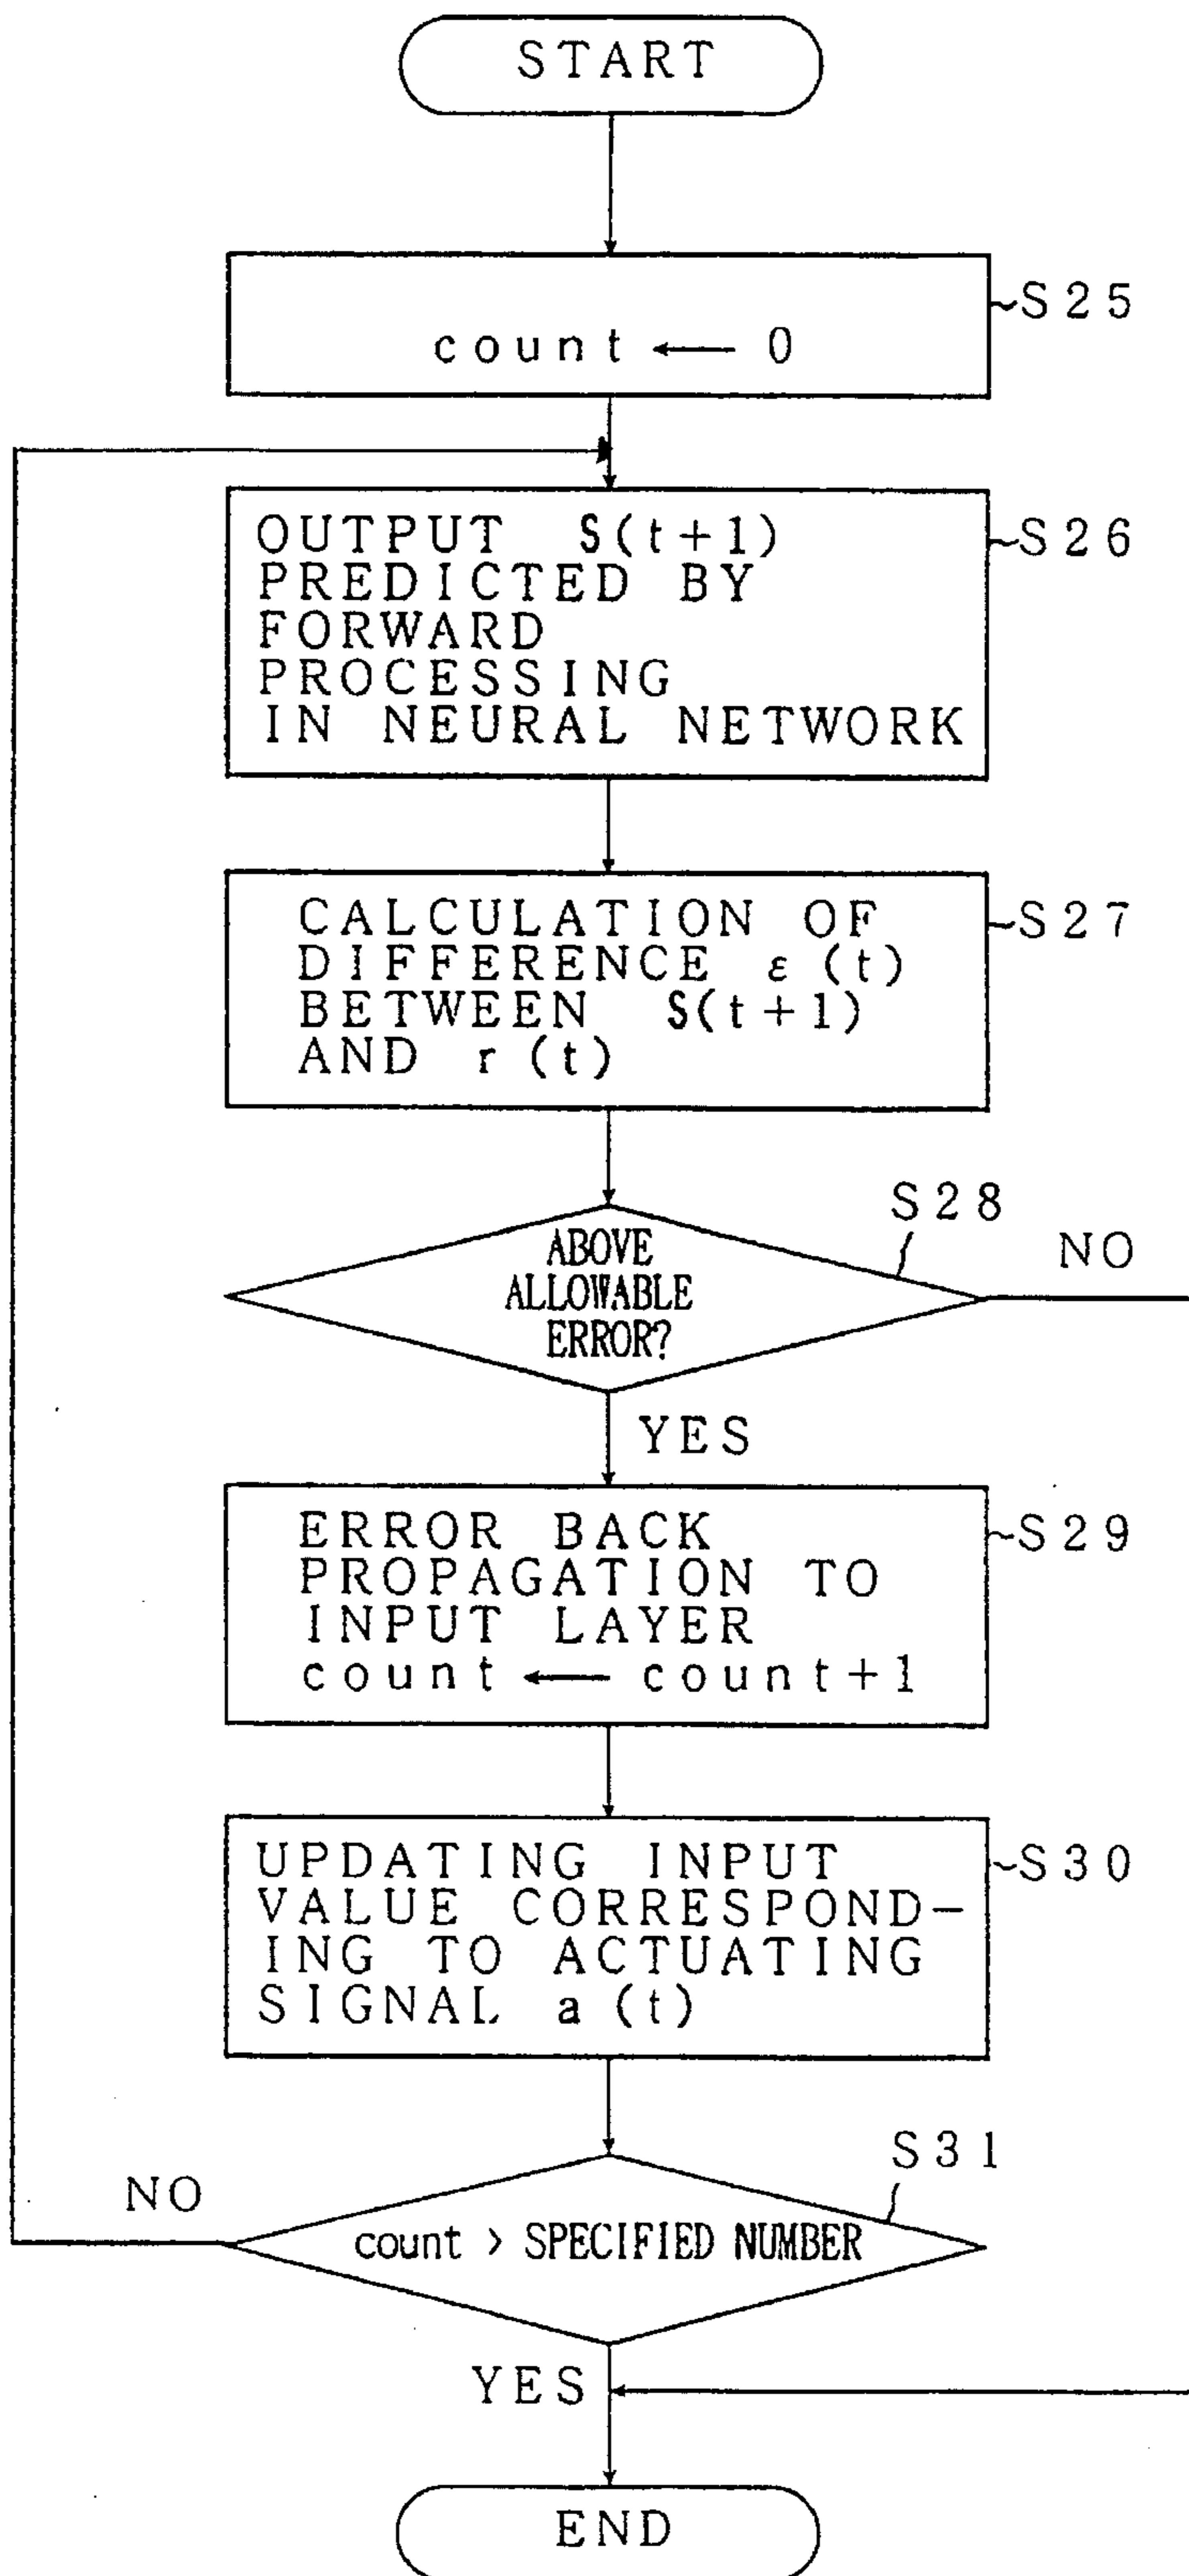 START
S25
count ← 0
OUTPUT S(t+1)
S26
PREDICTED BY
FORWARD
PROCESSING
IN NEURAL NETWORK
CALCULATION OF
S27
DIFFERENCE ε(t)
BETWEEN S(t+1)
AND r(t)
S28
ABOVE
NO
ALLOWABLE
ERROR?
YES
ERROR BACK
S29
PROPAGATION TO
INPUT LAYER
count ← count+1
UPDATING INPUT
S30
VALUE CORRESPOND-
ING TO ACTUATING
SIGNAL a(t)
S31
NO
count > SPECIFIED NUMBER
YES
END